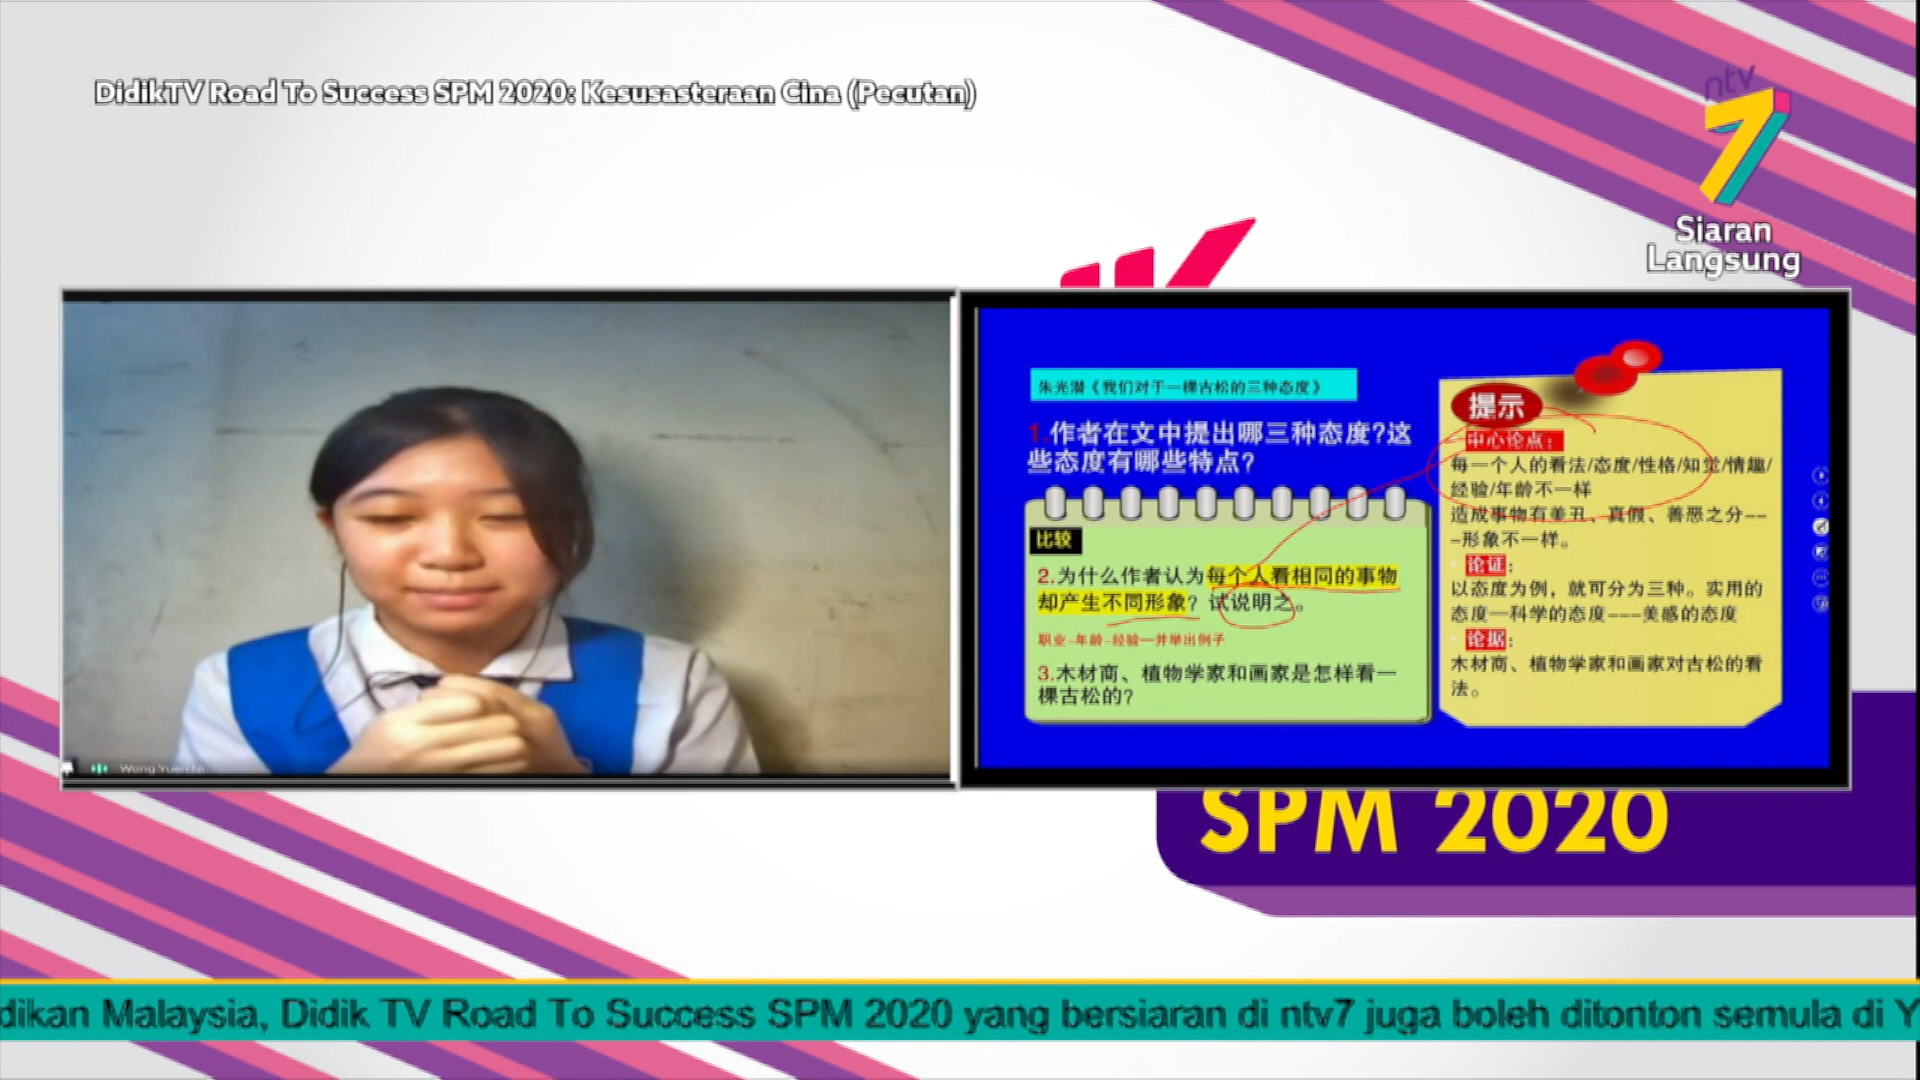 DidikTV Road To Success SPM 2020: Kesusasteraan Cina (Pecutan)
ntv
7
Siaran
Langsung
朱光潜《我们对于一棵古松的三种态度》
1.作者在文中提出哪三种态度?这
些态度有哪些特点?
比较
2.为什么作者认为每个人看相同的事物
却产生不同形象? 试说明之。
职业-年龄-经验—并举出例子
3.木材商、植物学家和画家是怎样看一
棵古松的?
提示
中心论点:
每一个人的看法/态度/性格/知觉/情趣/
经验/年龄不一样
造成事物有美丑、真假、善恶之分--
-形象不一样。
论证:
以态度为例，就可分为三种。实用的
态度—科学的态度---美感的态度
论据:
木材商、植物学家和画家对古松的看
法。
Wong Yuen
SPM 2020
dikan Malaysia, Didik TV Road To Success SPM 2020 yang bersiaran di ntv7 juga boleh ditonton semula di Y